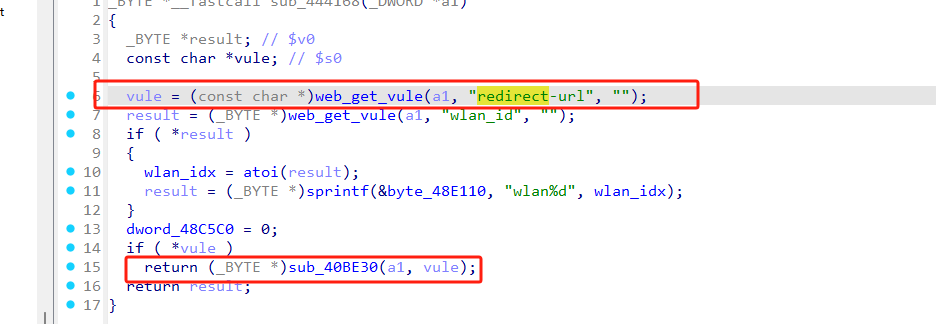 t
1 _BYTE *__fastcall sub_444168(_DWORD *a1)
2 {
3 _BYTE *result; // $v0
4 const char *vule; // $s0
5
6 vule = (const char *)web_get_vule(a1, "redirect-url", "");
7 result = (_BYTE *)web_get_vule(a1, "wlan_id", "");
8 if ( *result )
9 {
10 wlan_idx = atoi(result);
11 result = (_BYTE *)sprintf(&byte_48E110, "wlan%d", wlan_idx);
12 }
13 dword_48C5C0 = 0;
14 if ( *vule )
15 return (_BYTE *)sub_40BE30(a1, vule);
16 return result;
17 }